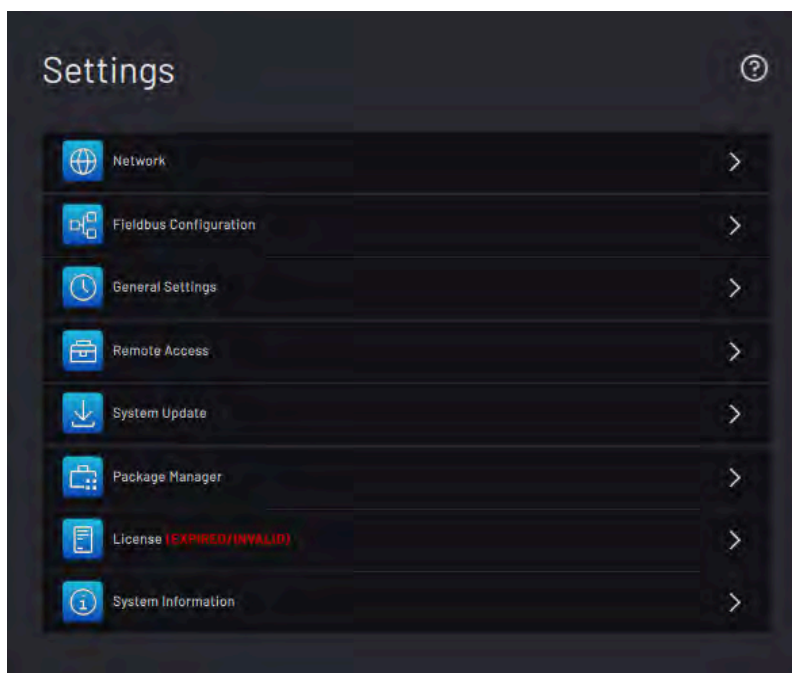 Settings
Network
Fieldbus Configuration
General Settings
Remote Access
System Update
Package Manager
License (EXPIRED/INVALID)
System Information